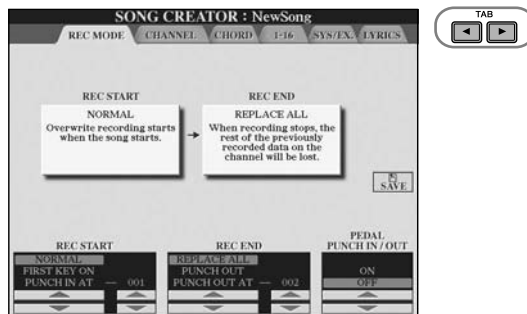 SONG CREATOR : NewSong
REC MODE CHANNEL CHORD 1-16 SYS/EX. LYRICS
TAB
REC START
NORMAL
Overwrite recording starts
when the song starts.
REC END
REPLACE ALL
When recording stops, the
rest of the previously
recorded data on the
channel will be lost.
SAVE
REC START
NORMAL
FIRST KEY ON
PUNCH IN AT — 001
REC END
REPLACE ALL
PUNCH OUT
PUNCH OUT AT — 002
PEDAL
PUNCH IN / OUT
ON
OFF